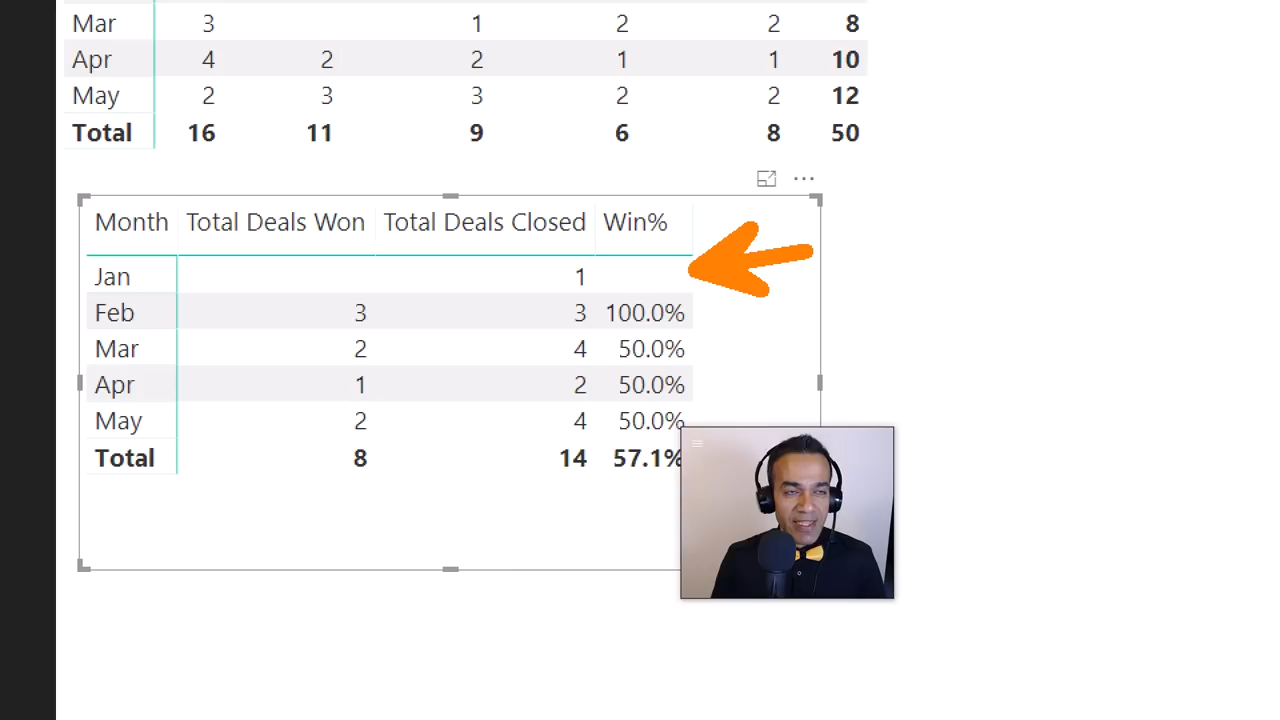 Mar 3 1 2 2 8
Apr 4 2 2 1 1 10
May 2 3 3 2 2 12
Total 16 11 9 6 8 50
Month Total Deals Won Total Deals Closed Win%
Jan 1
Feb 3 3 100.0%
Mar 2 4 50.0%
Apr 1 2 50.0%
May 2 4 50.0%
Total 8 14 57.1%